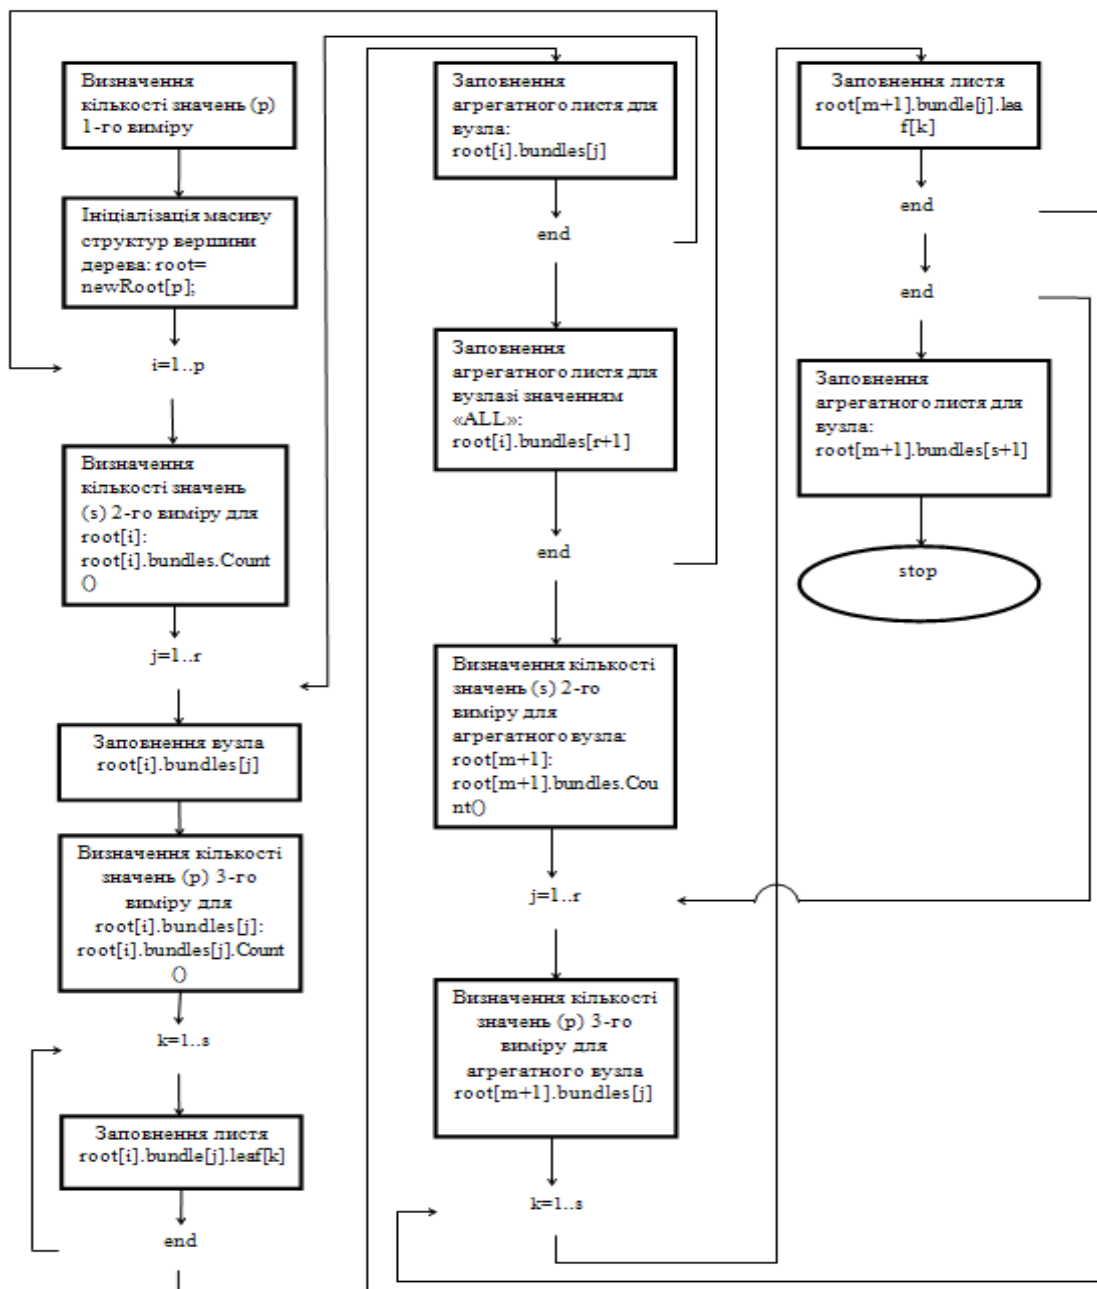 Визначення
кількості значень (p)
1-го виміру
Ініціалізація масиву
структур вершини
дерева: root=
newRoot[p];
i=1..p
Визначення
кількості значень
(s) 2-го виміру для
root[i]:
root[i].bundles.Count
()
j=1..r
Заповнення вузла
root[i].bundles[j]
Визначення кількості
значень (p) 3-го
виміру для
root[i].bundles[j]:
root[i].bundles[j].Count
()
k=1..s
Заповнення листя
root[i].bundle[j].leaf[k]
end
Заповнення
агрегатного листя для
вузла:
root[i].bundles[j]
end
Заповнення
агрегатного листя для
вузлазі значенням
«ALL»:
root[i].bundles[r+1]
end
Визначення кількості
значень (s) 2-го
виміру для
агрегатного вузла:
root[m+1]:
root[m+1].bundles.Cou
nt()
j=1..r
Визначення кількості
значень (p) 3-го
виміру для
агрегатного вузла
root[m+1].bundles[j]
k=1..s
Заповнення листя
root[m+1].bundle[j].lea
f[k]
end
end
Заповнення
агрегатного листя для
вузла:
root[m+1].bundles[s+1]
stop